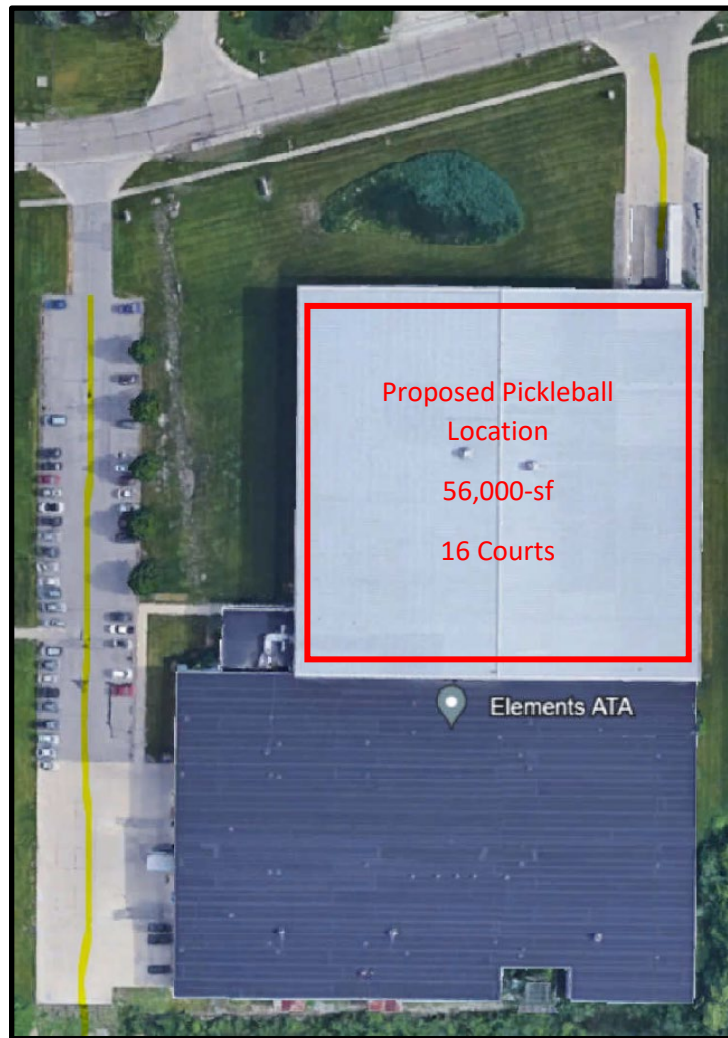 Proposed Pickleball
Location
56,000-sf
16 Courts
Elements ATA